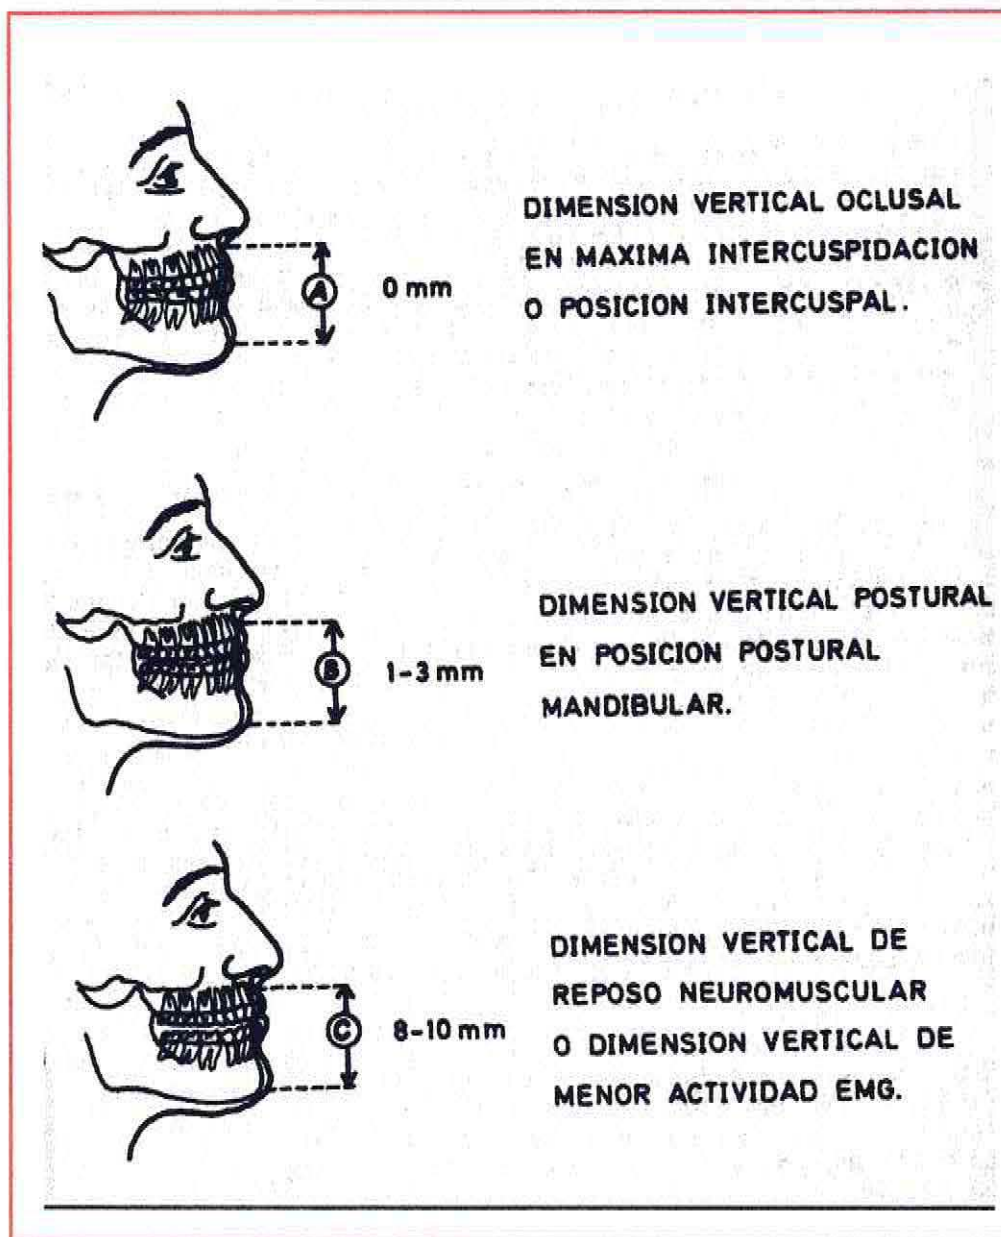 DIMENSION VERTICAL OCLUSAL
EN MAXIMA INTERCUSPIDACION
O POSICION INTERCUSPAL.
A
0 mm
DIMENSION VERTICAL POSTURAL
EN POSICION POSTURAL
MANDIBULAR.
B
1-3 mm
DIMENSION VERTICAL DE
REPOSO NEUROMUSCULAR
O DIMENSION VERTICAL DE
MENOR ACTIVIDAD EMG.
C
8-10 mm